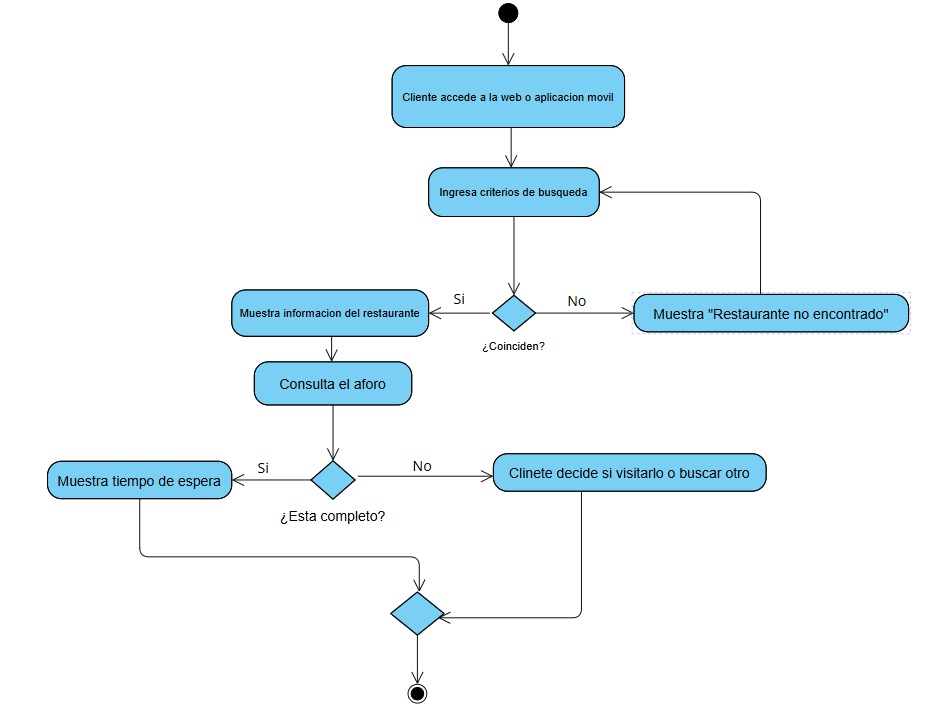 Cliente accede a la web o aplicacion movil
Ingresa criterios de busqueda
Si
No
Muestra informacion del restaurante
Muestra "Restaurante no encontrado"
¿Coinciden?
Consulta el aforo
Si
No
Muestra tiempo de espera
Clinete decide si visitarlo o buscar otro
¿Esta completo?